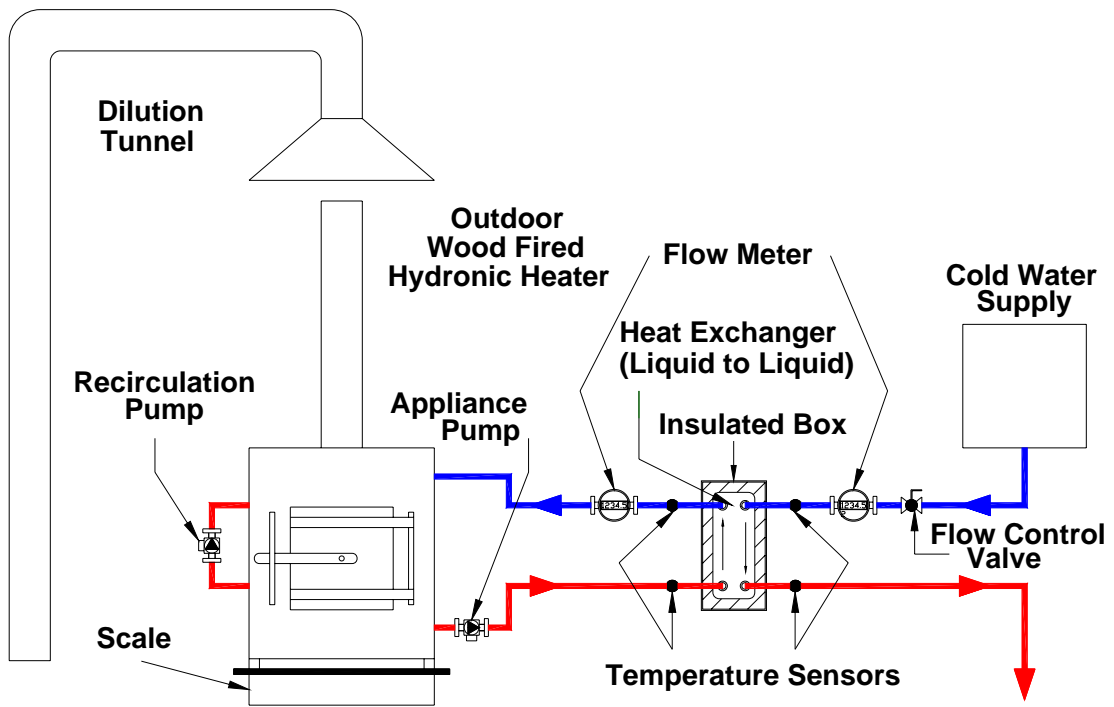 Dilution
Tunnel
Outdoor
Wood Fired
Hydronic Heater
Flow Meter
Cold Water
Supply
Heat Exchanger
(Liquid to Liquid)
Recirculation
Pump
Appliance
Pump
Insulated Box
1234.5
1234.5
Flow Control
Valve
Scale
Temperature Sensors